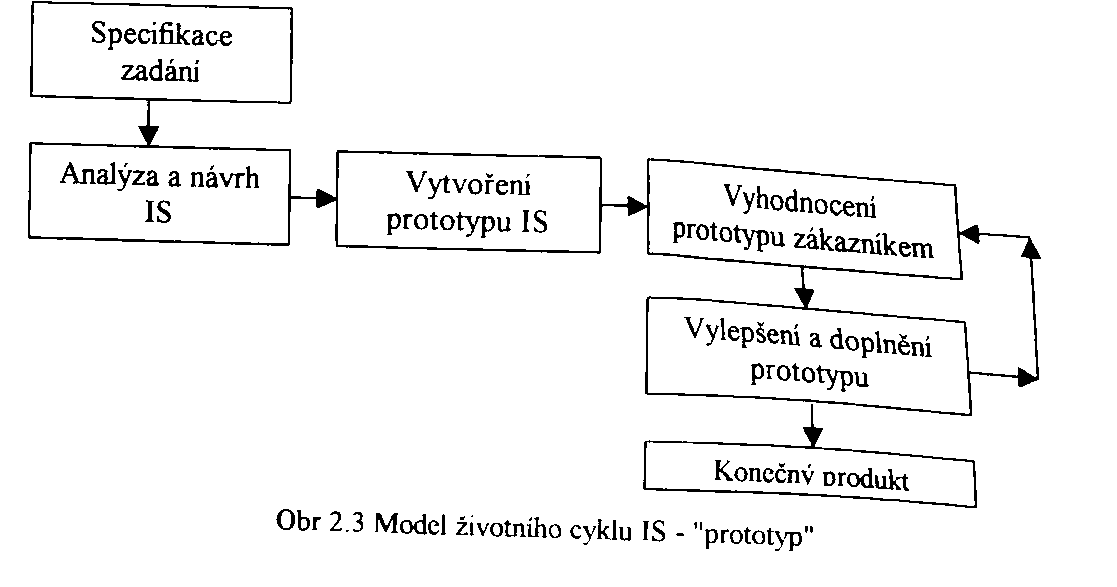 Specifikace
zadání
Analýza a návrh
IS
Vytvoření
prototypu IS
Vyhodnocení
prototypu zákazníkem
Vylepšení a doplnění
prototypu
Konečný produkt
Obr 2.3 Model životního cyklu IS - "prototyp"